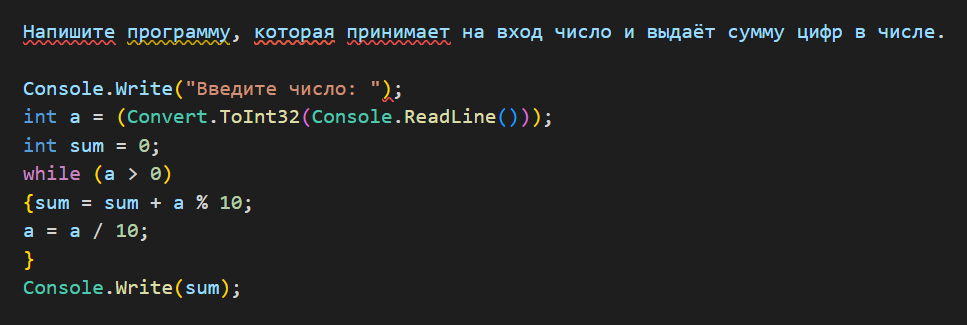 Напишите программу, которая принимает на вход число и выдаёт сумму цифр в числе.
Console.Write("Введите число: ");
int a = (Convert.ToInt32(Console.ReadLine()));
int sum = 0;
while (a > 0)
{sum = sum + a % 10;
a = a / 10;
}
Console.Write(sum);